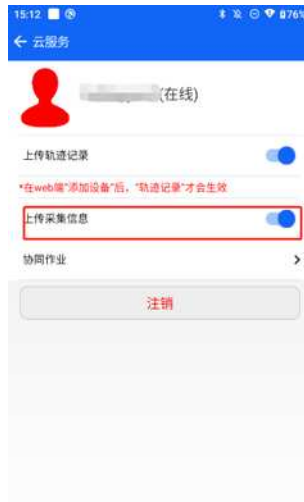 15:12 76%
← 云服务
(在线)
上传轨迹记录
*在web端"添加设备"后，"轨迹记录"才会生效
上传采集信息
协同作业
注销